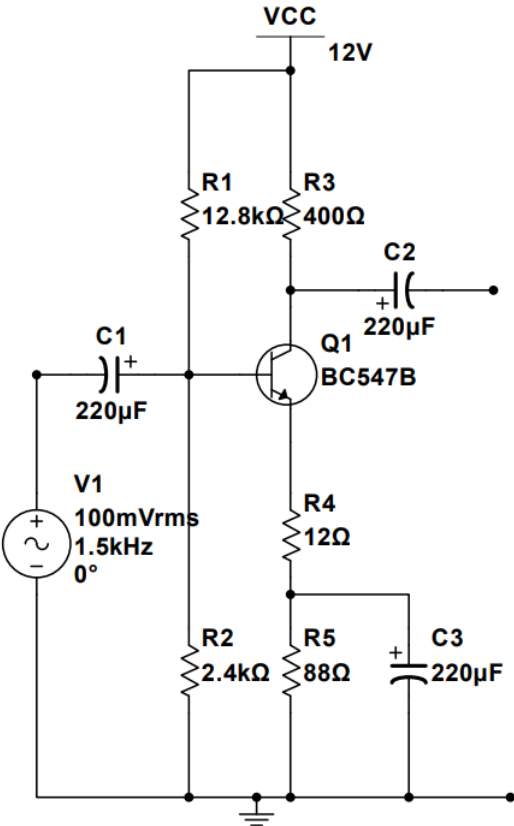 VCC
12V
R1
12.8kΩ
R3
400Ω
C2
+
220µF
C1
+
220µF
Q1
BC547B
V1
+
100mVrms
1.5kHz
0°
R4
12Ω
R2
2.4kΩ
R5
88Ω
C3
+
220µF